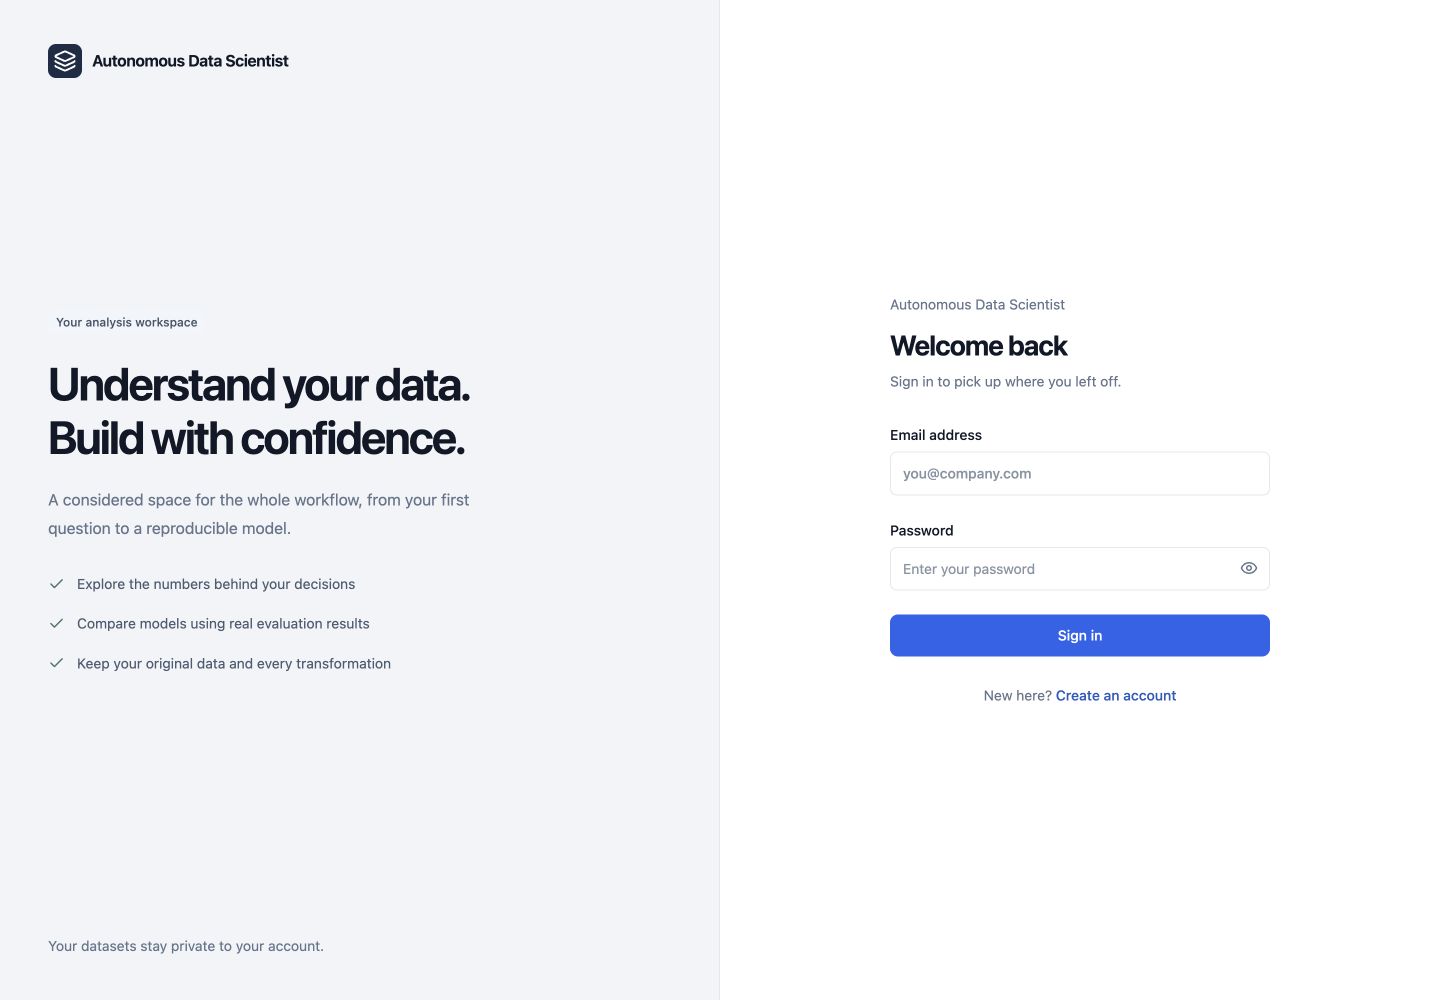 Autonomous Data Scientist
Your analysis workspace
Understand your data.
Build with confidence.
A considered space for the whole workflow, from your first
question to a reproducible model.
Explore the numbers behind your decisions
Compare models using real evaluation results
Keep your original data and every transformation
Your datasets stay private to your account.
Autonomous Data Scientist
Welcome back
Sign in to pick up where you left off.
Email address
you@company.com
Password
Enter your password
Sign in
New here? Create an account